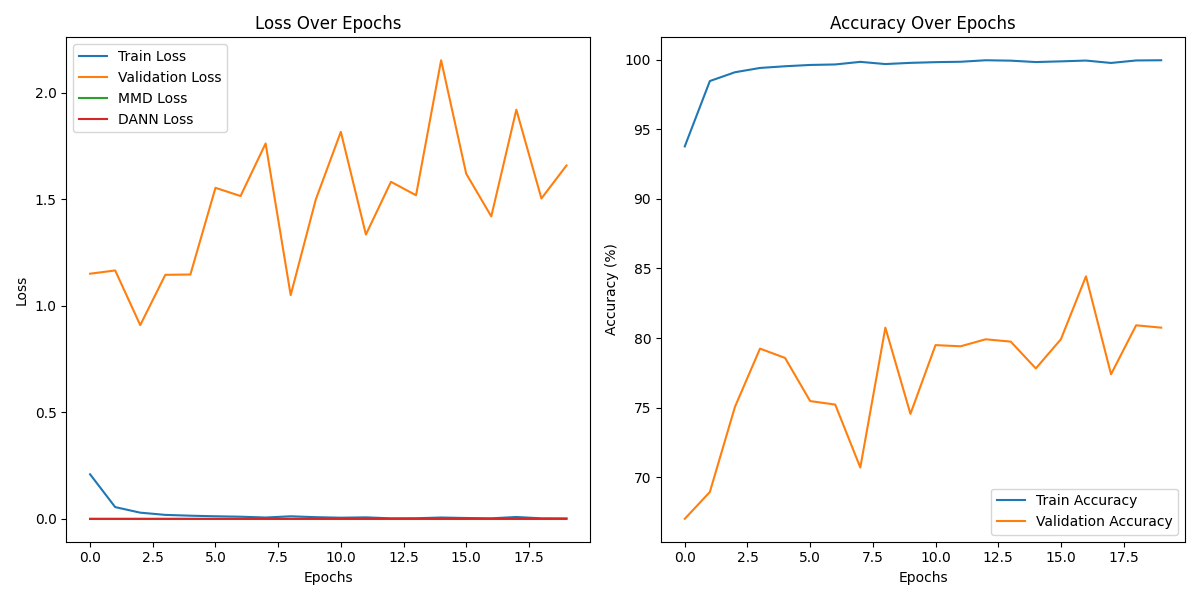 Loss Over Epochs
Train Loss
Validation Loss
MMD Loss
DANN Loss
2.0
1.5
1.0
0.5
0.0
Loss
0.0 2.5 5.0 7.5 10.0 12.5 15.0 17.5
Epochs
Accuracy Over Epochs
100
95
90
85
80
75
70
Accuracy (%)
Train Accuracy
Validation Accuracy
0.0 2.5 5.0 7.5 10.0 12.5 15.0 17.5
Epochs